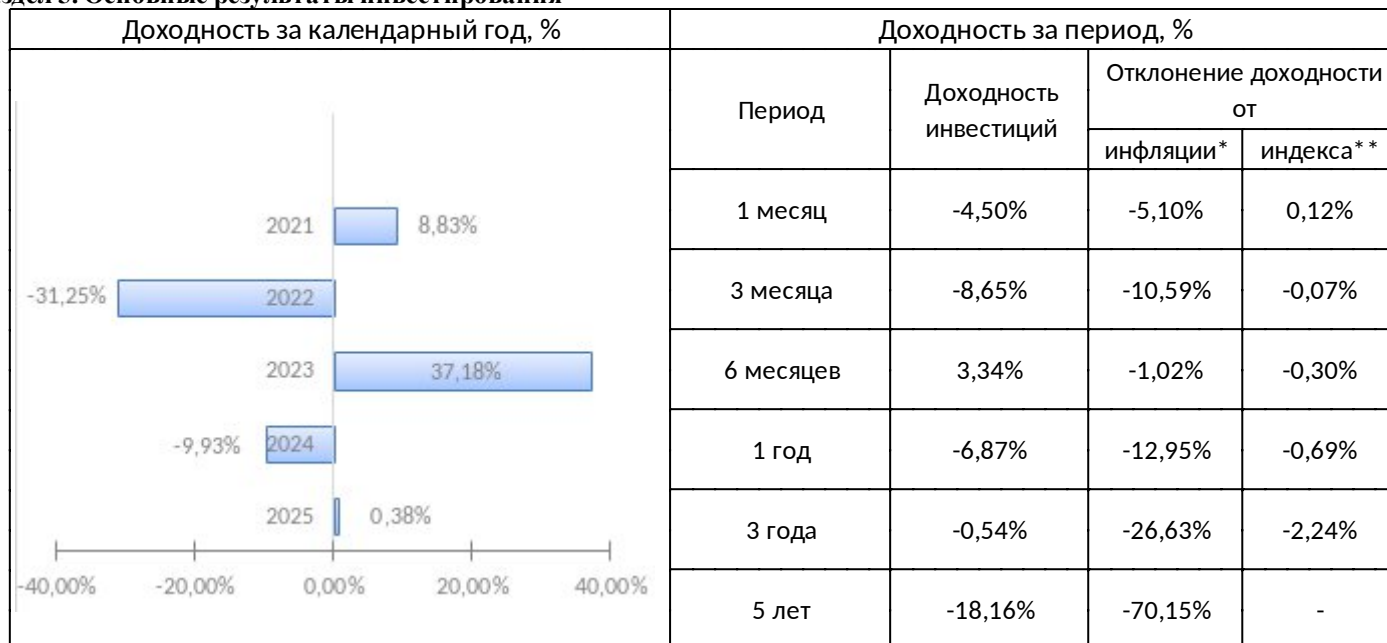 Основные результаты инвестирования
Доходность за календарный год, %
Доходность за период, %
2021 8,83%
-31,25% 2022
2023 37,18%
-9,93% 2024
2025 0,38%
-40,00% -20,00% 0,00% 20,00% 40,00%
Период
Доходность
инвестиций
Отклонение доходности
от
инфляции* индекса**
1 месяц -4,50% -5,10% 0,12%
3 месяца -8,65% -10,59% -0,07%
6 месяцев 3,34% -1,02% -0,30%
1 год -6,87% -12,95% -0,69%
3 года -0,54% -26,63% -2,24%
5 лет -18,16% -70,15% -